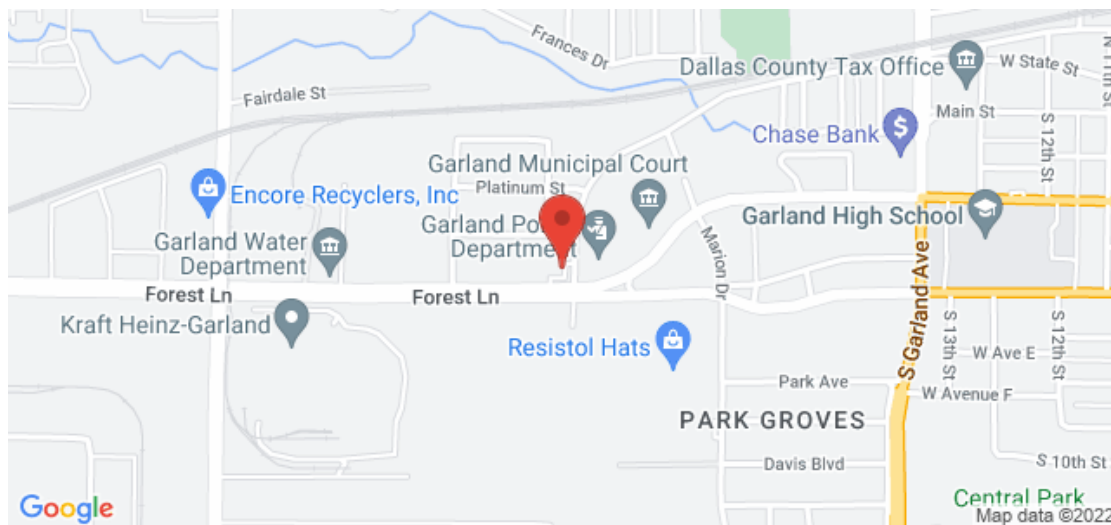 Frances Dr
Dallas County Tax Office
W State St
Fairdale St
Main St
S 12th St
Chase Bank
Garland Municipal Court
Platinum St
Encore Recyclers, Inc
Garland High School
Garland Po
Department
Garland Water
Department
Marion Dr
Forest Ln
Forest Ln
Kraft Heinz-Garland
S Garland Ave
S 13th St
S 12th St
Resistol Hats
W Ave E
Park Ave
W Avenue F
PARK GROVES
Davis Blvd
S 10th St
Central Park
Google
Map data ©2022